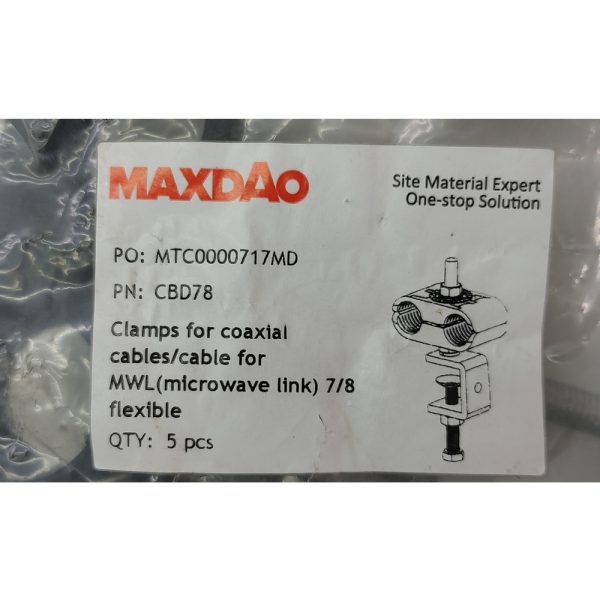 MAXDAO
Site Material Expert
One-stop Solution
PO: MTC0000717MD
PN: CBD78
Clamps for coaxial
cables/cable for
MWL(microwave link) 7/8
flexible
QTY: 5 pcs